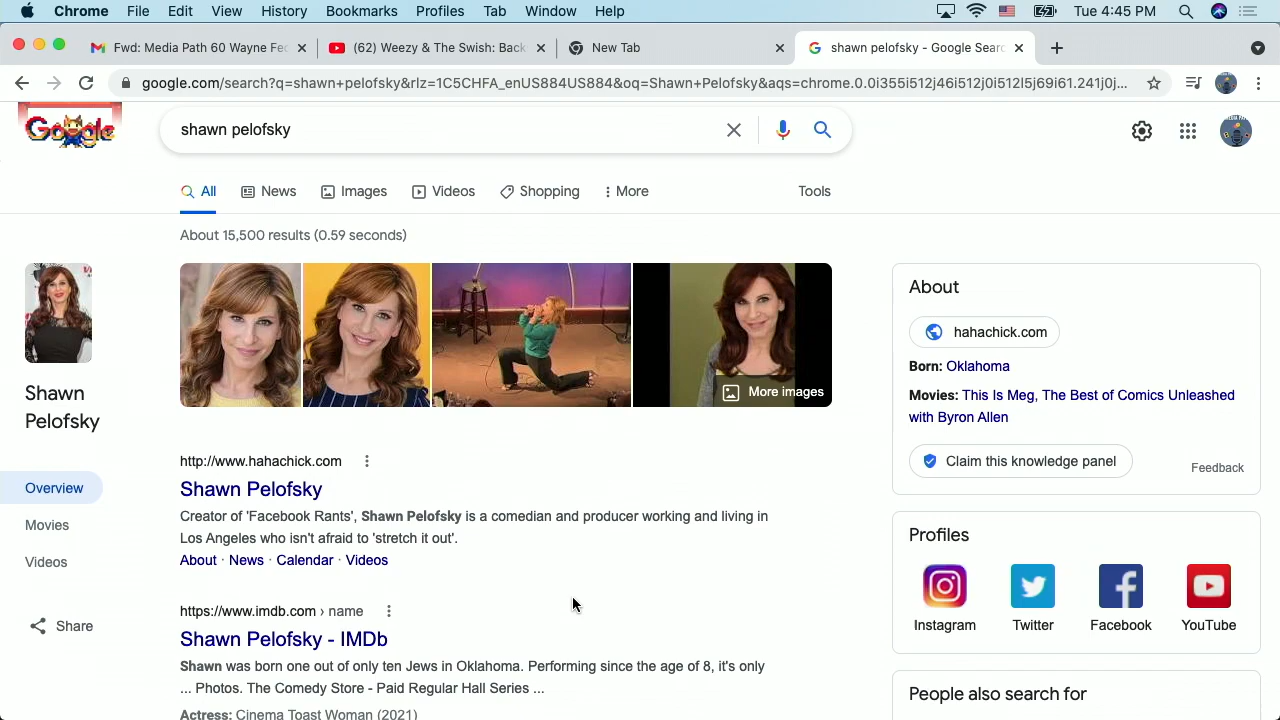 Chrome File Edit View History Bookmarks Profiles Tab Window Help Tue 4:45 PM
Fwd: Media Path 60 Wayne Fed (62) Weezy & The Swish: Back New Tab shawn pelofsky - Google Searc
google.com/search?q=shawn+pelofsky&rlz=1C5CHFA_enUS884US884&oq=Shawn+Pelofsky&aqs=chrome.0.0i355i512j46i512j0i512l5j69i61.241j0j...
Google shawn pelofsky
All News Images Videos Shopping More Tools
About 15,500 results (0.59 seconds)
More images
Shawn
Pelofsky
Overview
Movies
Videos
Share
http://www.hahachick.com
Shawn Pelofsky
Creator of 'Facebook Rants', Shawn Pelofsky is a comedian and producer working and living in
Los Angeles who isn't afraid to 'stretch it out'.
About · News · Calendar · Videos
https://www.imdb.com › name
Shawn Pelofsky - IMDb
Shawn was born one out of only ten Jews in Oklahoma. Performing since the age of 8, it's only
... Photos. The Comedy Store - Paid Regular Hall Series ...
Actress: Cinema Toast Woman (2021)
About
hahachick.com
Born: Oklahoma
Movies: This Is Meg, The Best of Comics Unleashed
with Byron Allen
Claim this knowledge panel
Feedback
Profiles
Instagram Twitter Facebook YouTube
People also search for